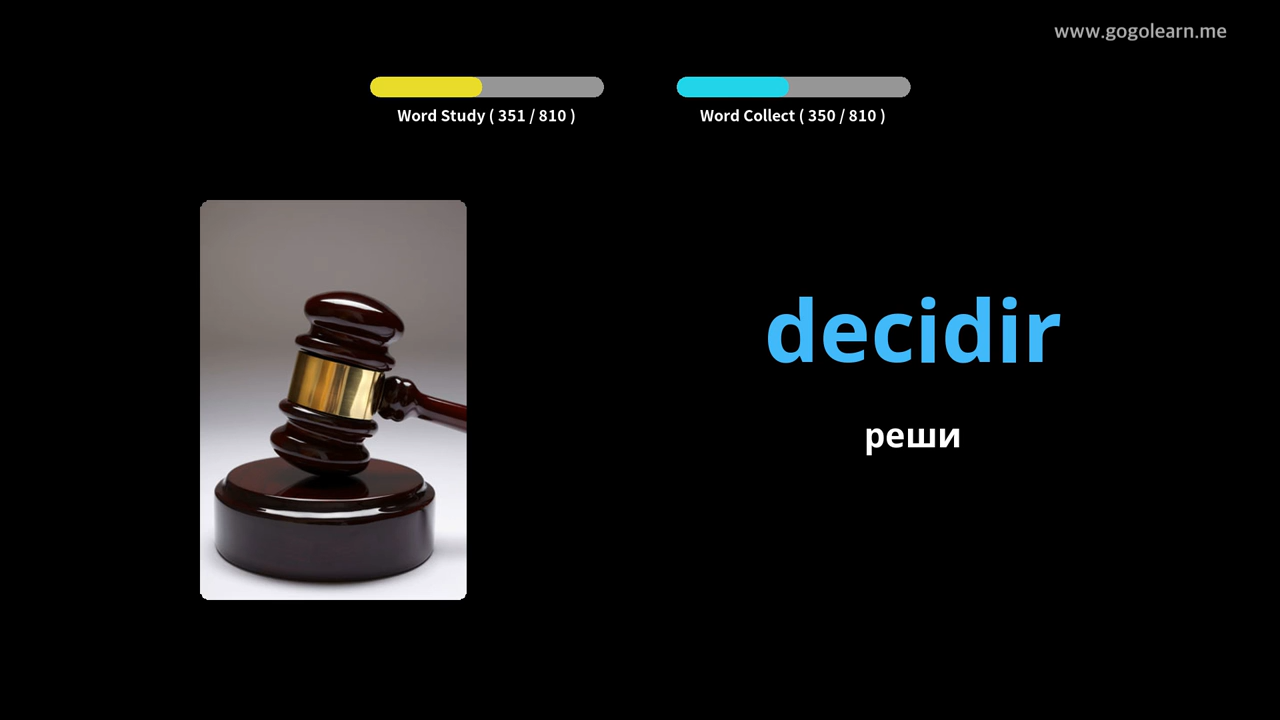 www.gogolearn.me
Word Study ( 351 / 810 )
Word Collect ( 350 / 810 )
decidir
реши